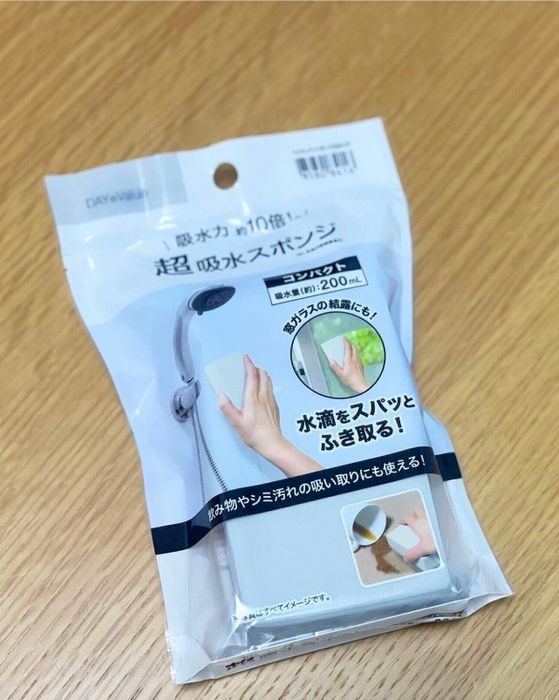 DAY&Value
吸水力 約10倍!
超 吸水スポンジ
コンパクト
吸水量(約):200mL
窓ガラスの結露にも!
水滴をスパッと
ふき取る!
飲み物やシミ汚れの吸い取りにも使える!
写真はすべてイメージです。